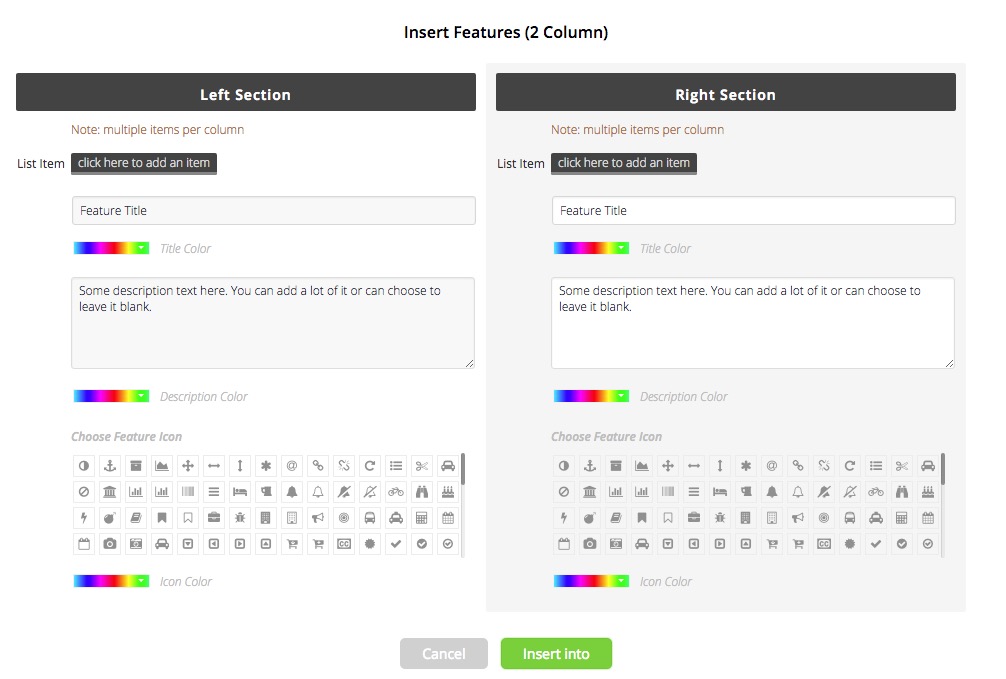 Insert Features (2 Column)
Left Section
Note: multiple items per column
List Item click here to add an item
Feature Title
Title Color
Some description text here. You can add a lot of it or can choose to
leave it blank.
Description Color
Choose Feature Icon
CC
Icon Color
Right Section
Note: multiple items per column
List Item click here to add an item
Feature Title
Title Color
Some description text here. You can add a lot of it or can choose to
leave it blank.
Description Color
Choose Feature Icon
CC
Icon Color
Cancel Insert into